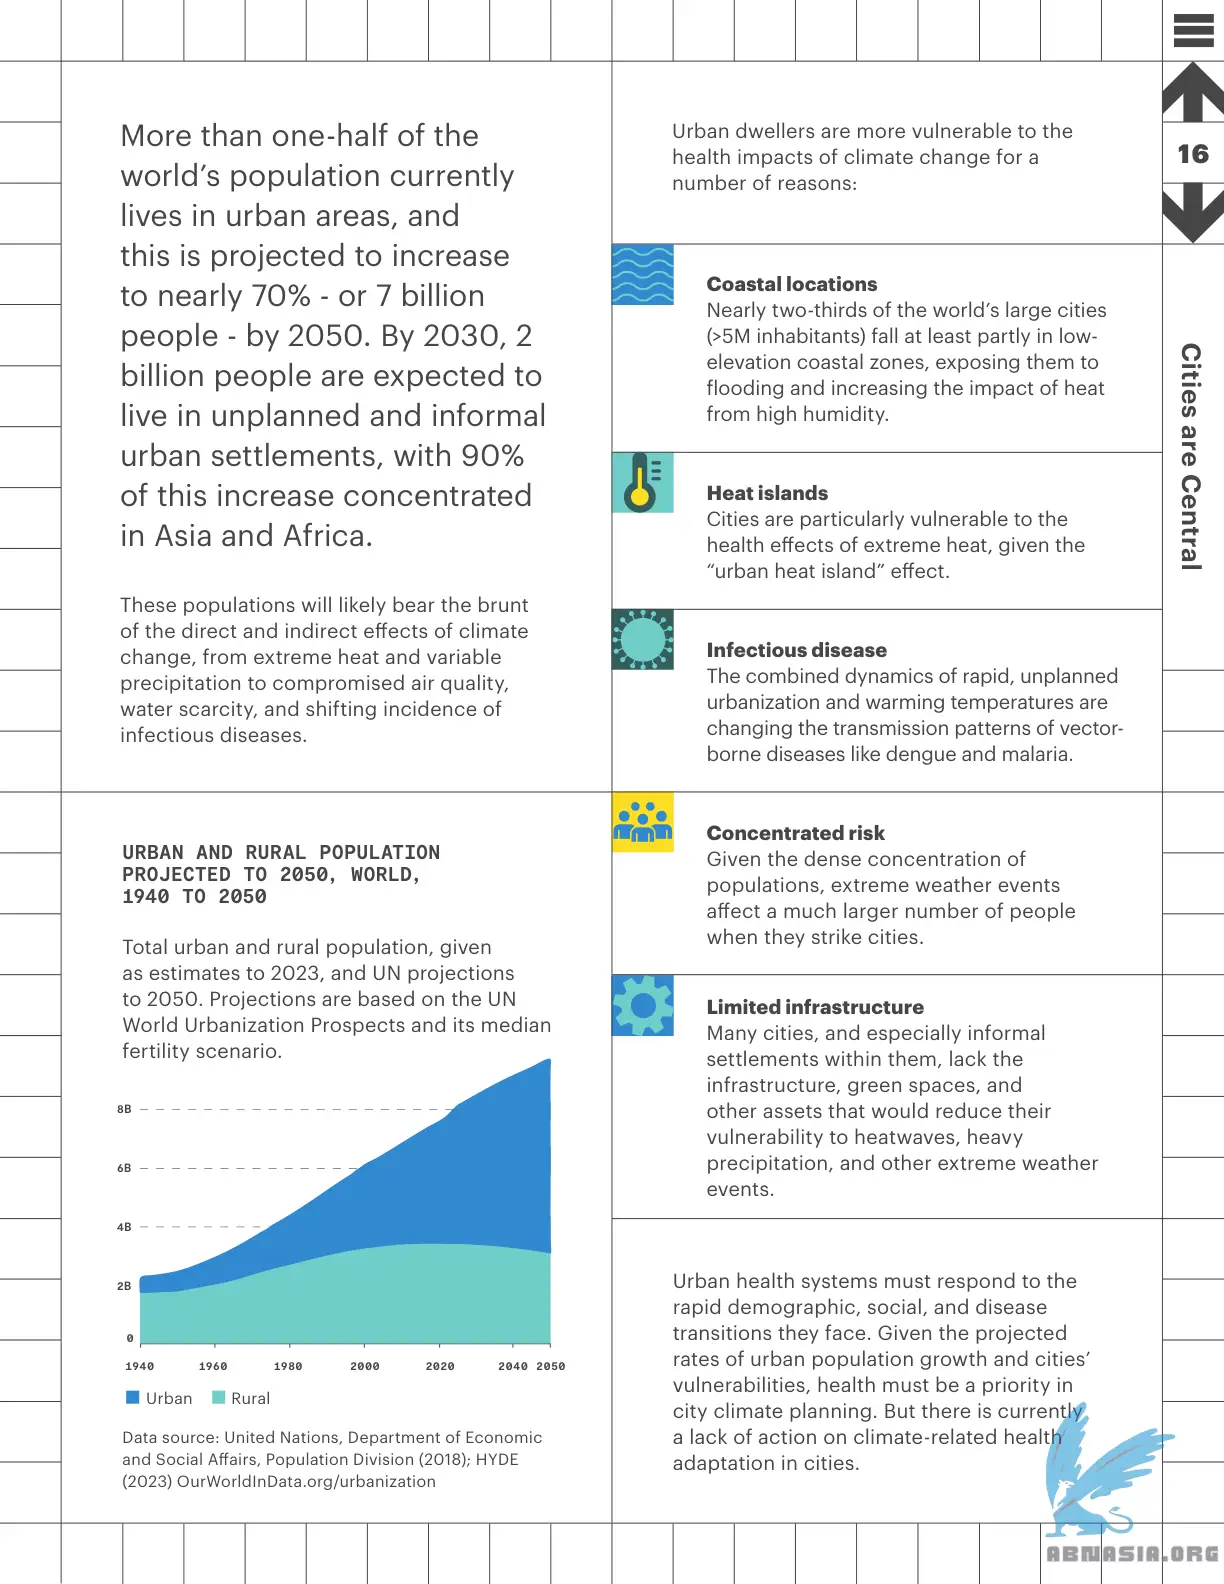 More than one-half of the
world’s population currently
lives in urban areas, and
this is projected to increase
to nearly 70% - or 7 billion
people - by 2050. By 2030, 2
billion people are expected to
live in unplanned and informal
urban settlements, with 90%
of this increase concentrated
in Asia and Africa.
These populations will likely bear the brunt
of the direct and indirect effects of climate
change, from extreme heat and variable
precipitation to compromised air quality,
water scarcity, and shifting incidence of
infectious diseases.
URBAN AND RURAL POPULATION
PROJECTED TO 2050, WORLD,
1940 TO 2050
Total urban and rural population, given
as estimates to 2023, and UN projections
to 2050. Projections are based on the UN
World Urbanization Prospects and its median
fertility scenario.
8B
6B
4B
2B
0
1940 1960 1980 2000 2020 2040 2050
Urban Rural
Data source: United Nations, Department of Economic
and Social Affairs, Population Division (2018); HYDE
(2023) OurWorldInData.org/urbanization
Urban dwellers are more vulnerable to the
health impacts of climate change for a
number of reasons:
Coastal locations
Nearly two-thirds of the world’s large cities
(>5M inhabitants) fall at least partly in low-
elevation coastal zones, exposing them to
flooding and increasing the impact of heat
from high humidity.
Heat islands
Cities are particularly vulnerable to the
health effects of extreme heat, given the
“urban heat island” effect.
Infectious disease
The combined dynamics of rapid, unplanned
urbanization and warming temperatures are
changing the transmission patterns of vector-
borne diseases like dengue and malaria.
Concentrated risk
Given the dense concentration of
populations, extreme weather events
affect a much larger number of people
when they strike cities.
Limited infrastructure
Many cities, and especially informal
settlements within them, lack the
infrastructure, green spaces, and
other assets that would reduce their
vulnerability to heatwaves, heavy
precipitation, and other extreme weather
events.
Urban health systems must respond to the
rapid demographic, social, and disease
transitions they face. Given the projected
rates of urban population growth and cities’
vulnerabilities, health must be a priority in
city climate planning. But there is currently
a lack of action on climate-related health
adaptation in cities.
16
Cities are Central
ABNASIA.ORG